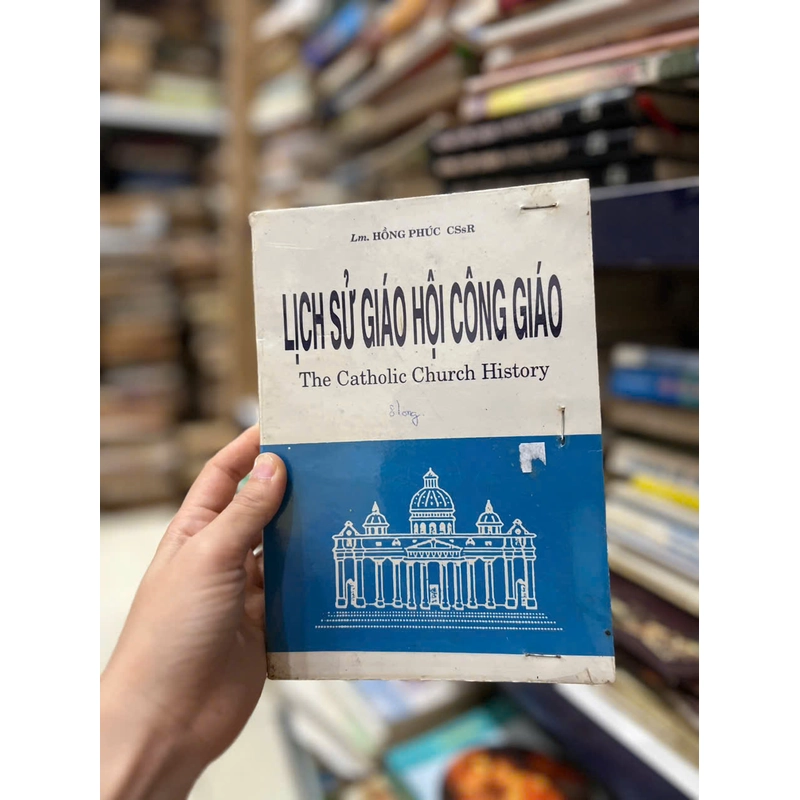 Lm. HỒNG PHÚC CSsR
LỊCH SỬ GIÁO HỘI CÔNG GIÁO
The Catholic Church History